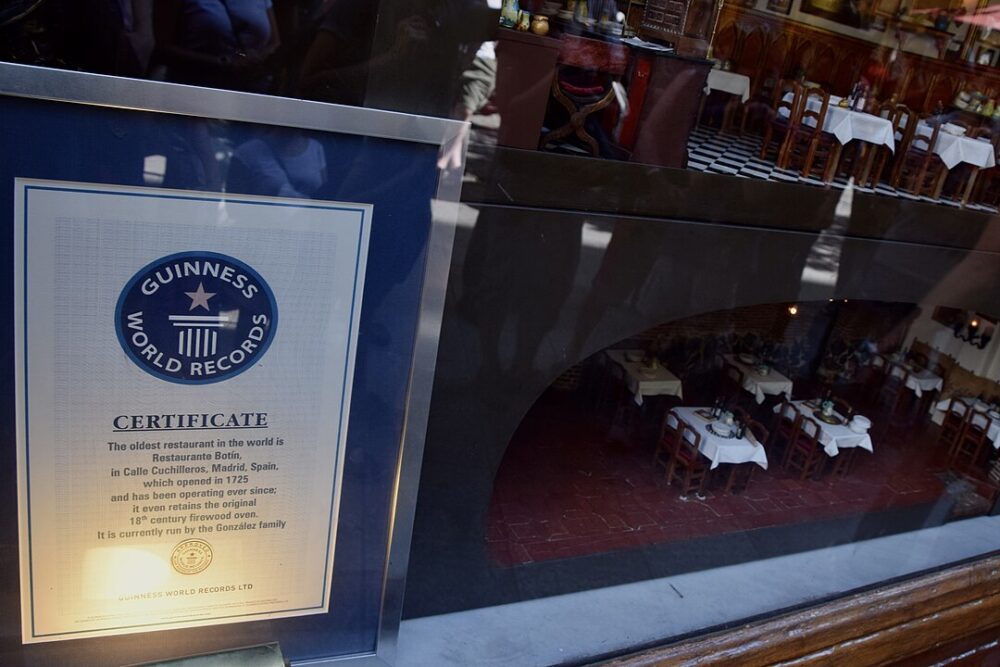 GUINNESS
WORLD RECORDS
CERTIFICATE
The oldest restaurant in the world is
Restaurante Botín,
in Calle Cuchilleros, Madrid, Spain,
which opened in 1725
and has been operating ever since;
it even retains the original
18th century firewood oven.
It is currently run by the González family
GUINNESS WORLD RECORDS LTD